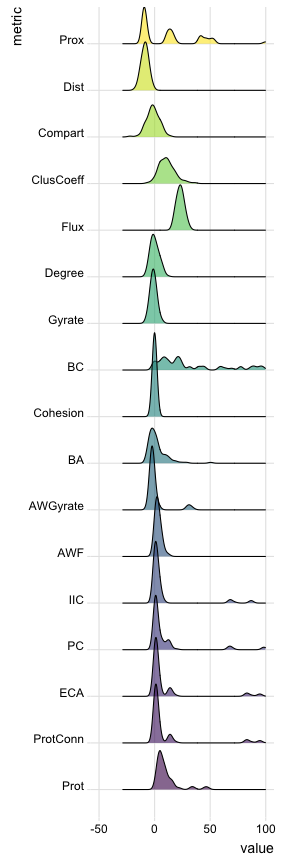 metric
Prox
Dist
Compart
ClusCoeff
Flux
Degree
Gyrate
BC
Cohesion
BA
AWGyrate
AWF
IIC
PC
ECA
ProtConn
Prot
-50 0 50 100
value